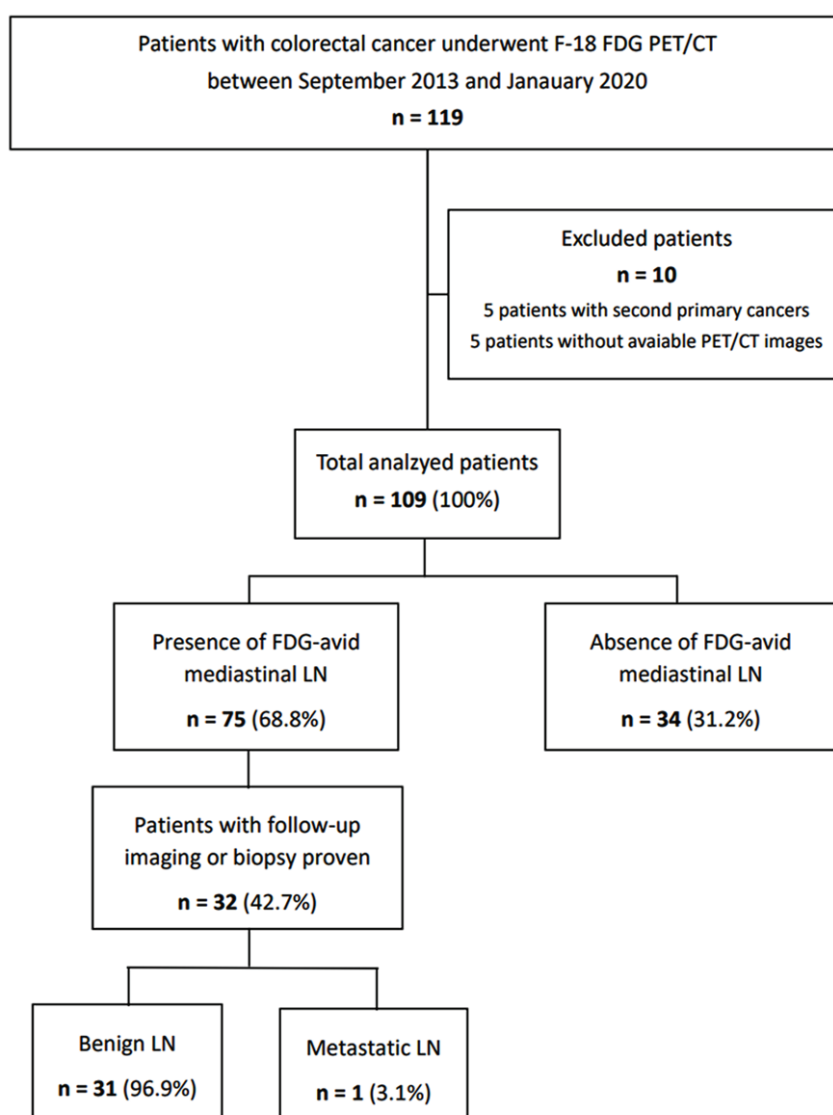 Patients with colorectal cancer underwent F-18 FDG PET/CT
between September 2013 and Janauary 2020
n = 119
Excluded patients
n = 10
5 patients with second primary cancers
5 patients without avaiable PET/CT images
Total analzyed patients
n = 109 (100%)
Presence of FDG-avid
mediastinal LN
n = 75 (68.8%)
Absence of FDG-avid
mediastinal LN
n = 34 (31.2%)
Patients with follow-up
imaging or biopsy proven
n = 32 (42.7%)
Benign LN
n = 31 (96.9%)
Metastatic LN
n = 1 (3.1%)